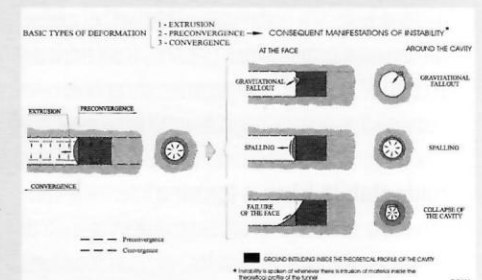 BASIC TYPES OF DEFORMATION
1 - EXTRUSION
2 - PRECONVERGENCE
3 - CONVERGENCE
CONSEQUENT MANIFESTATIONS OF INSTABILITY *
AT THE FACE
AROUND THE CAVITY
GRAVITATIONAL
FALLOUT
GRAVITATIONAL
FALLOUT
EXTRUSION
PRECONVERGENCE
SPALLING
SPALLING
CONVERGENCE
FAILURE
OF THE FACE
COLLAPSE OF
THE CAVITY
Preconvergence
Convergence
GROUND INTRUDING INSIDE THE THEORETICAL PROFILE OF THE CAVITY
* Instability is spoken of whenever there is intrusion of material inside the
theoretical profile of the tunnel